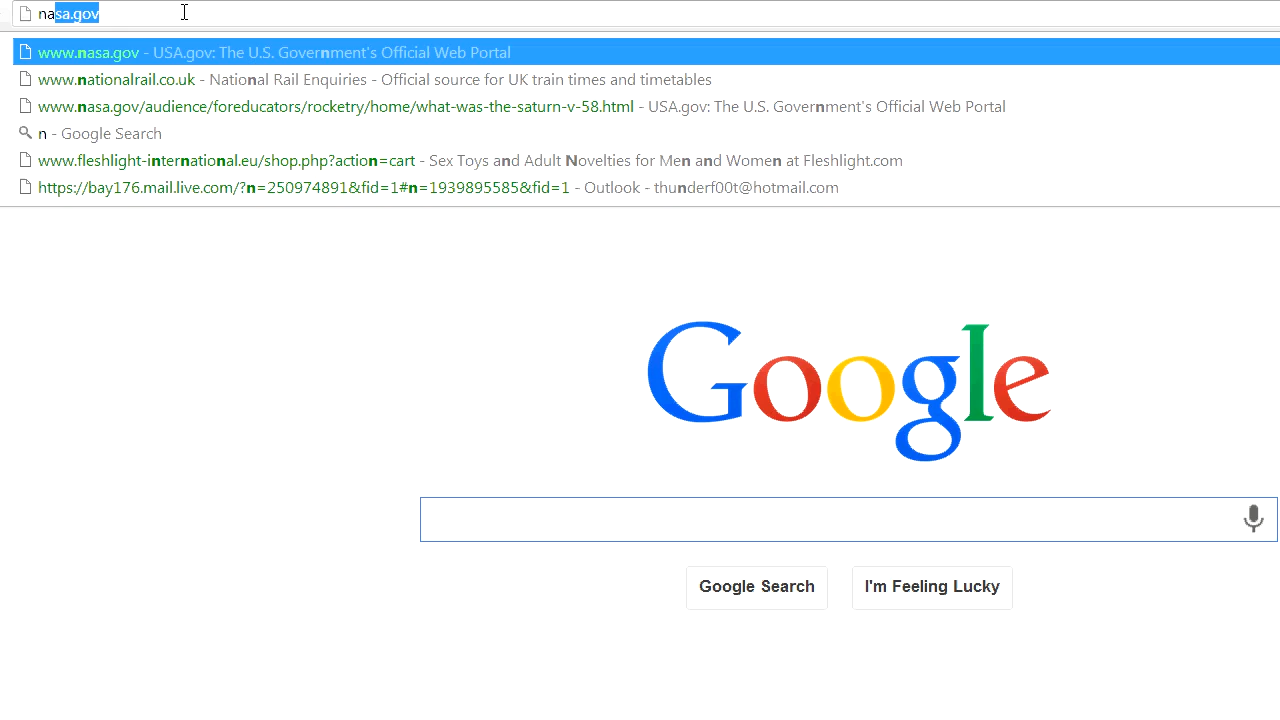 nasa.gov
www.nasa.gov - USA.gov: The U.S. Government's Official Web Portal
www.nationalrail.co.uk - National Rail Enquiries - Official source for UK train times and timetables
www.nasa.gov/audience/foreducators/rocketry/home/what-was-the-saturn-v-58.html - USA.gov: The U.S. Government's Official Web Portal
n - Google Search
www.fleshlight-international.eu/shop.php?action=cart - Sex Toys and Adult Novelties for Men and Women at Fleshlight.com
https://bay176.mail.live.com/?n=250974891&fid=1#n=1939895585&fid=1 - Outlook - thunderf00t@hotmail.com
Google
Google Search I'm Feeling Lucky